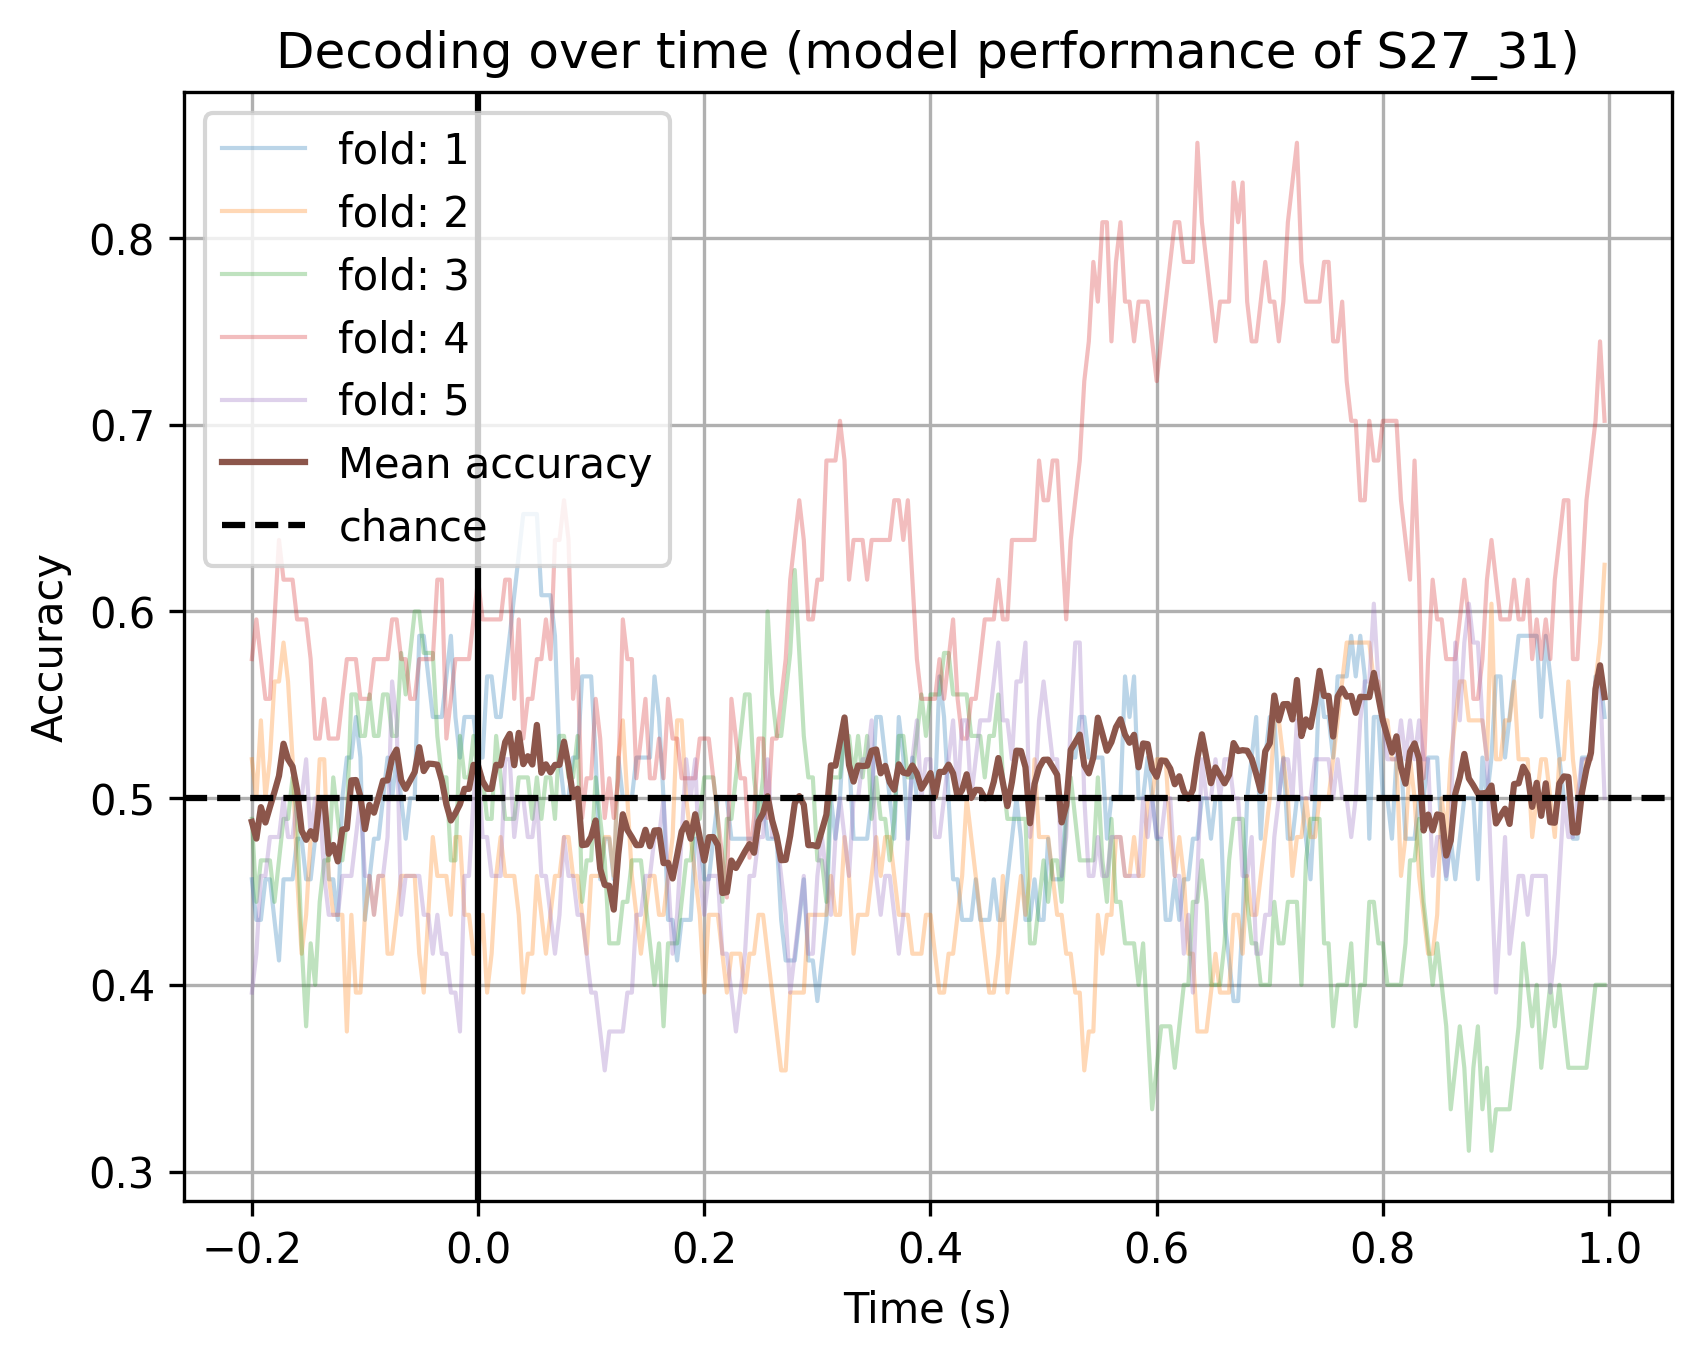 Decoding over time (model performance of S27_31)
fold: 1
fold: 2
fold: 3
fold: 4
fold: 5
Mean accuracy
chance
Accuracy
0.8
0.7
0.6
0.5
0.4
0.3
−0.2 0.0 0.2 0.4 0.6 0.8 1.0
Time (s)